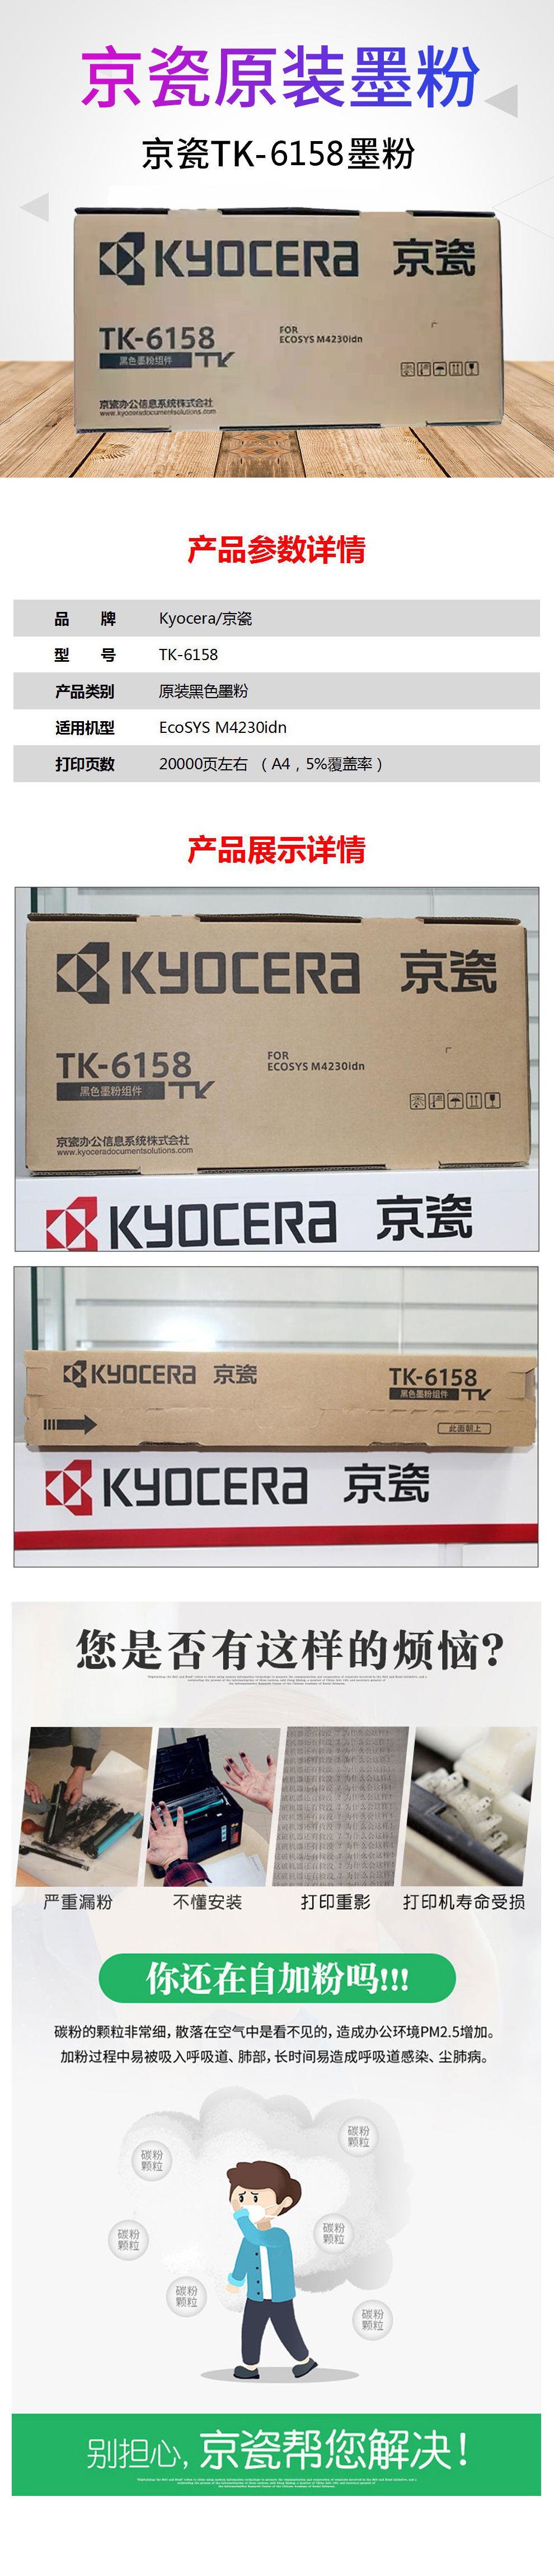 京瓷原装墨粉
京瓷TK-6158墨粉
KYOCERA 京瓷
TK-6158
FOR
ECOSYS M4230idn
黑色墨粉组件 TK
京瓷办公信息系统株式会社
www.kyoceradocumentsolutions.com
产品参数详情
品 牌 Kyocera/京瓷
型 号 TK-6158
产品类别 原装黑色墨粉
适用机型 EcoSYS M4230idn
打印页数 20000页左右 （A4，5%覆盖率）
产品展示详情
KYOCERA 京瓷
TK-6158
FOR
ECOSYS M4230idn
黑色墨粉组件 TK
京瓷办公信息系统株式会社
www.kyoceradocumentsolutions.com
KYOCERA 京瓷
KYOCERA 京瓷
TK-6158
黑色墨粉组件 TK
此面朝上
KYOCERA 京瓷
您是否有这样的烦恼?
严重漏粉 不懂安装 打印重影 打印机寿命受损
你还在自加粉吗!!!
碳粉的颗粒非常细，散落在空气中是看不见的，造成办公环境PM2.5增加。
加粉过程中易被吸入呼吸道、肺部，长时间易造成呼吸道感染、尘肺病。
碳粉
颗粒
碳粉
颗粒
碳粉
颗粒
碳粉
颗粒
碳粉
颗粒
碳粉
颗粒
别担心，京瓷帮您解决！